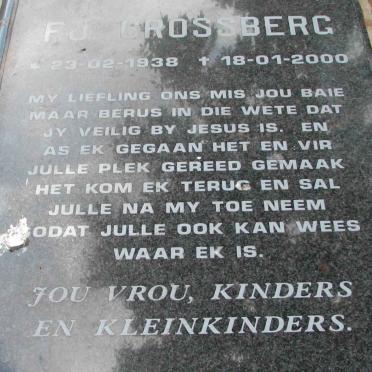 F.J. GROSSBERG
* 23-02-1938 † 18-01-2000
MY LIEFLING ONS MIS JOU BAIE
MAAR BERUS IN DIE WETE DAT
JY VEILIG BY JESUS IS. EN
AS EK GEGAAN HET EN VIR
JULLE PLEK GEREED GEMAAK
HET KOM EK TERUG EN SAL
JULLE NA MY TOE NEEM
SODAT JULLE OOK KAN WEES
WAAR EK IS.
JOU VROU, KINDERS
EN KLEINKINDERS.